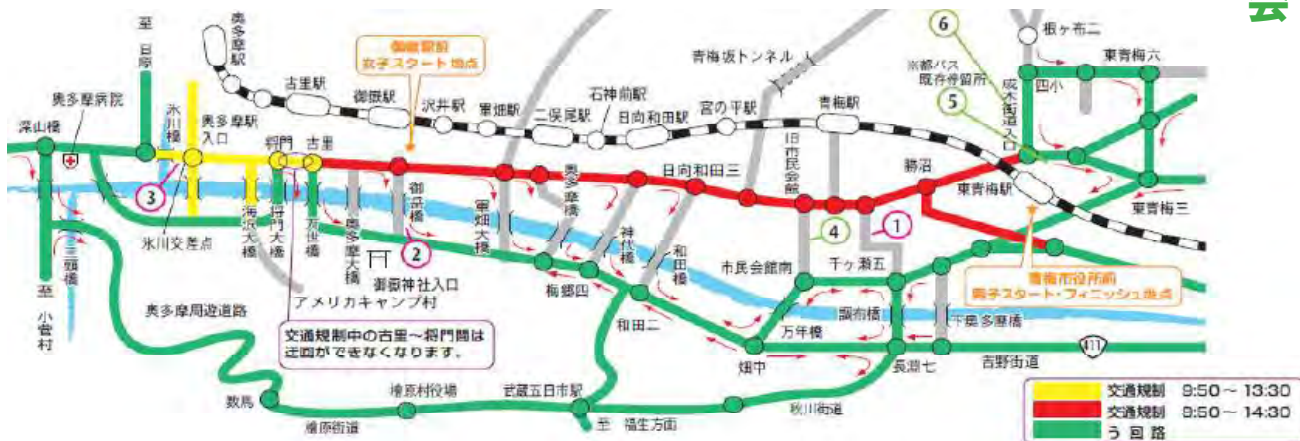 会
至
日原
奥多摩駅
古里駅
御嶽駅前
女子スタート地点
御嶽駅
沢井駅
軍畑駅
二俣尾駅
石神前駅
日向和田駅
宮の平駅
青梅坂トンネル
青梅駅
※都バス
既存停留所
⑥
⑤
成木街道入口
根ヶ布二
四小
東青梅六
奥多摩病院
深山橋
氷川橋
奥多摩駅
入口
将門
古里
③
氷川交差点
海沢大橋
将門大橋
万世橋
奥多摩大橋
御岳橋
②
軍畑大橋
奥多摩橋
神代橋
和田橋
日向和田三
旧市民会館
④
①
勝沼
東青梅駅
東青梅三
三頭橋
至
小菅村
御嶽神社入口
アメリカキャンプ村
奥多摩周遊道路
交通規制中の古里～将門間は
迂回ができなくなります。
梅郷四
和田二
市民会館南
千ヶ瀬五
万年橋
調布橋
下奥多摩橋
青梅市役所前
男子スタート・フィニッシュ地点
畑中
長淵七
吉野街道
411
数馬
檜原村役場
檜原街道
武蔵五日市駅
至 福生方面
秋川街道
交通規制 9:50～13:30
交通規制 9:50～14:30
う回路